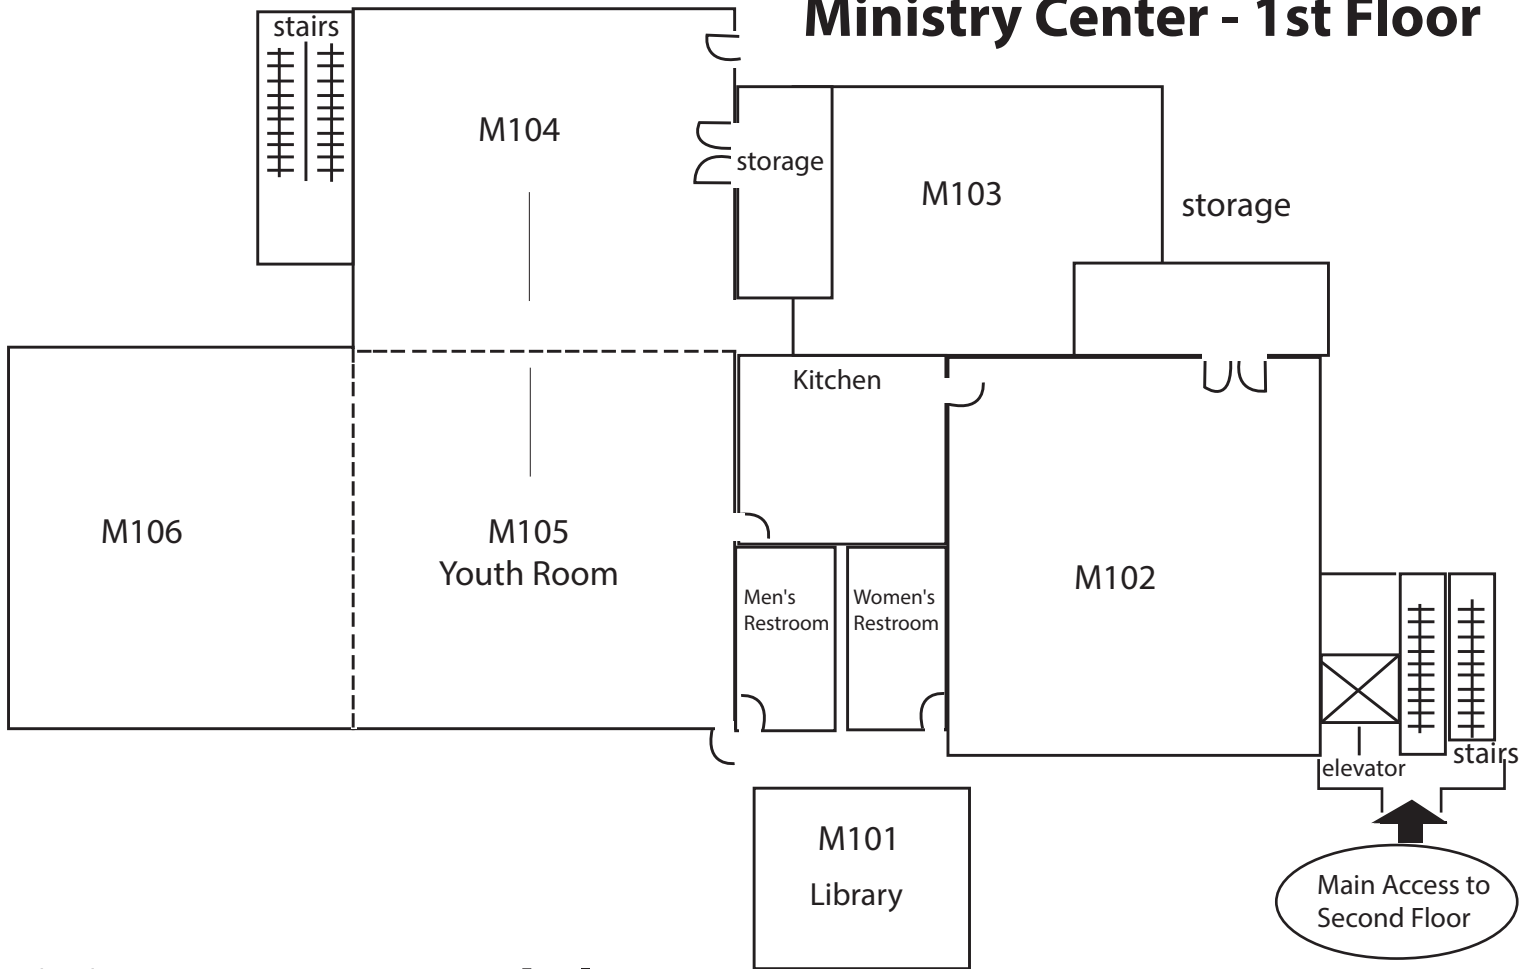 Ministry Center - 1st Floor
stairs
M104
storage
M103
storage
Kitchen
M106
M105
Youth Room
Men's
Restroom
Women's
Restroom
M102
stairs
elevator
M101
Library
Main Access to
Second Floor